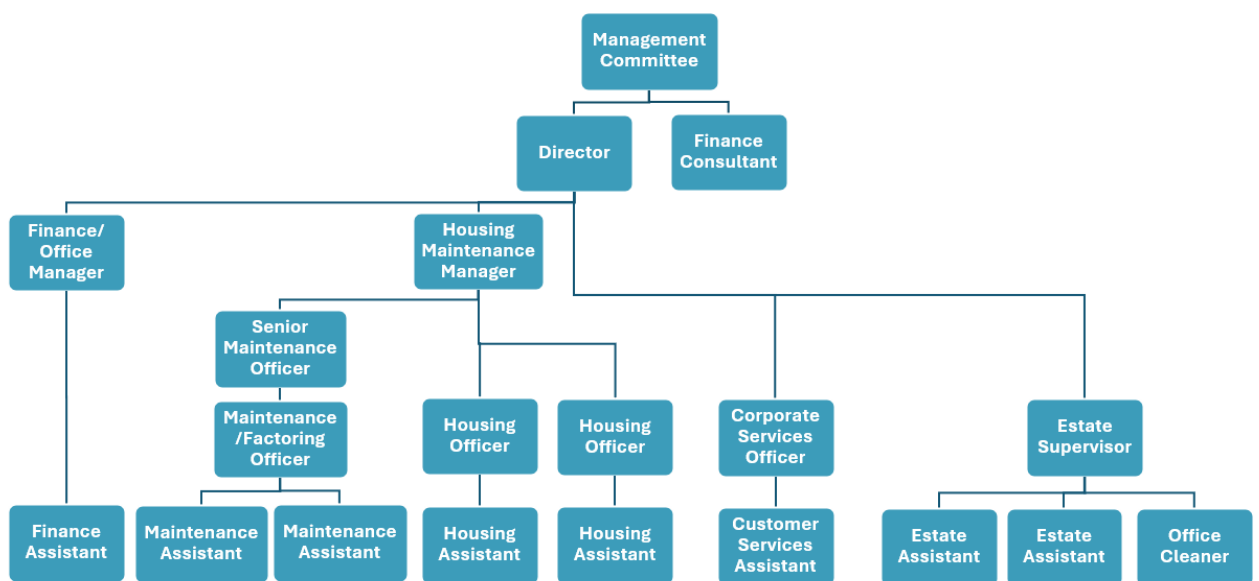 Management
Committee
Director
Finance
Consultant
Finance/
Office
Manager
Housing
Maintenance
Manager
Senior
Maintenance
Officer
Maintenance
/Factoring
Officer
Housing
Officer
Housing
Officer
Corporate
Services
Officer
Estate
Supervisor
Finance
Assistant
Maintenance
Assistant
Maintenance
Assistant
Housing
Assistant
Housing
Assistant
Customer
Services
Assistant
Estate
Assistant
Estate
Assistant
Office
Cleaner